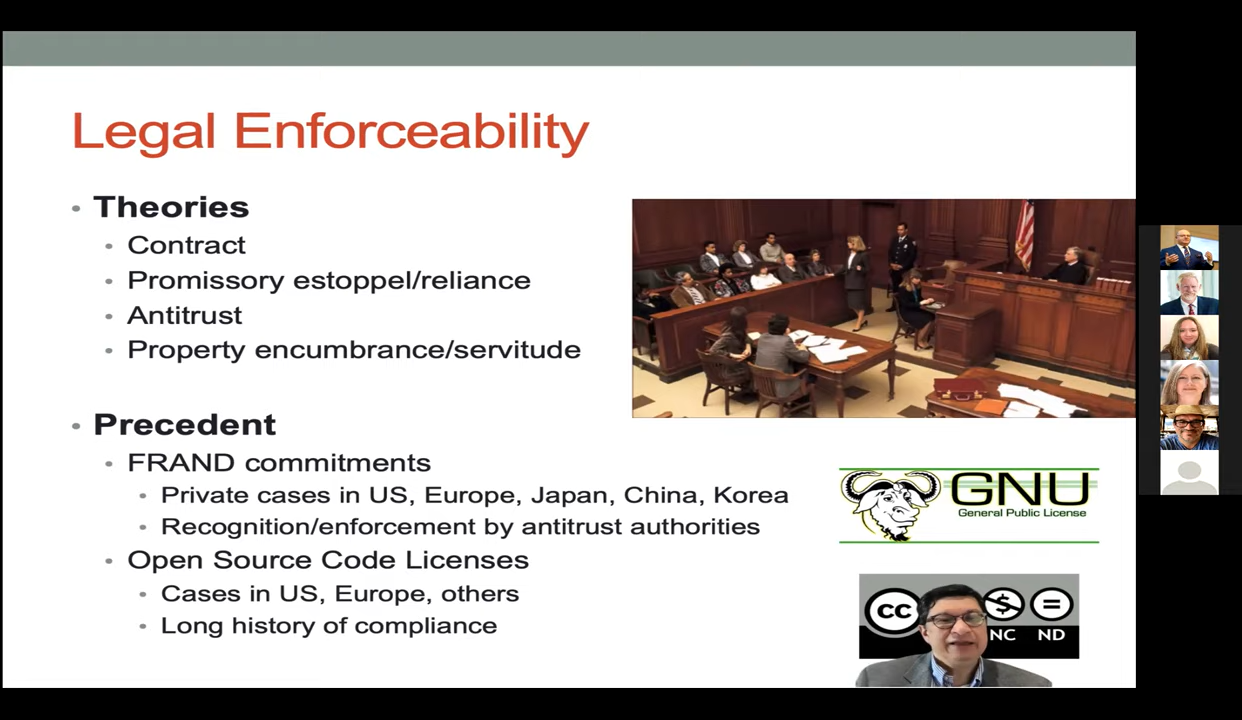 Legal Enforceability
• Theories
• Contract
• Promissory estoppel/reliance
• Antitrust
• Property encumbrance/servitude
• Precedent
• FRAND commitments
• Private cases in US, Europe, Japan, China, Korea
• Recognition/enforcement by antitrust authorities
• Open Source Code Licenses
• Cases in US, Europe, others
• Long history of compliance
GNU
General Public License
cc $ =
NC ND